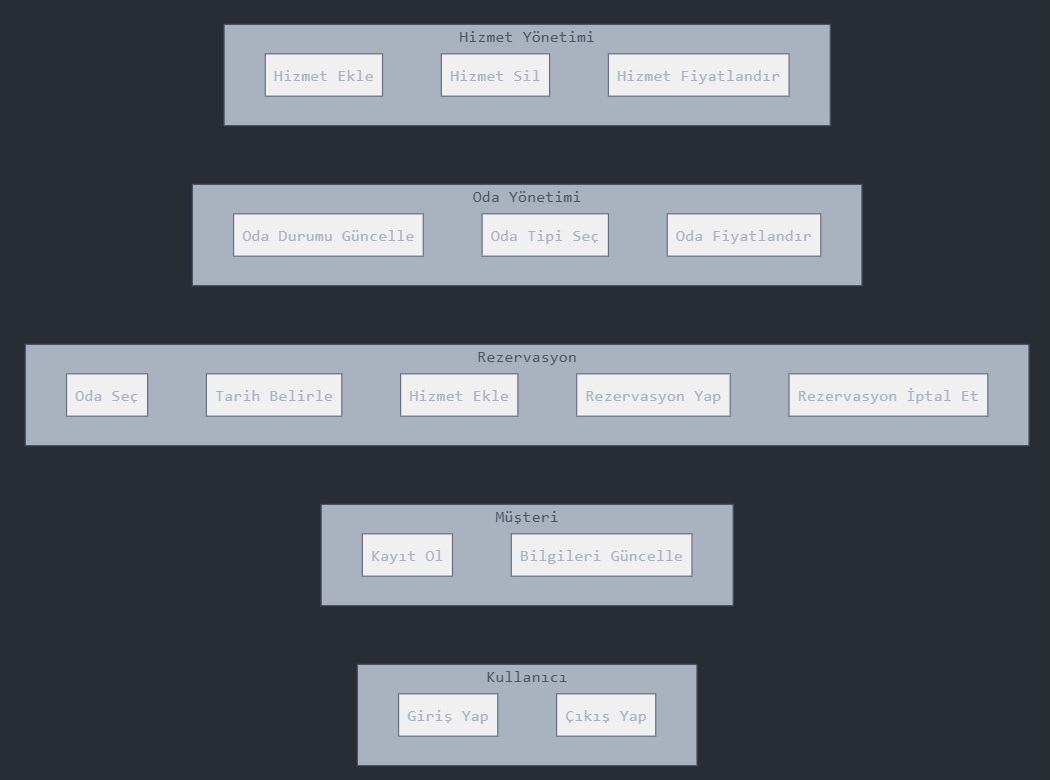 Hizmet Yönetimi
Hizmet Ekle
Hizmet Sil
Hizmet Fiyatlandır
Oda Yönetimi
Oda Durumu Güncelle
Oda Tipi Seç
Oda Fiyatlandır
Rezervasyon
Oda Seç
Tarih Belirle
Hizmet Ekle
Rezervasyon Yap
Rezervasyon İptal Et
Müşteri
Kayıt Ol
Bilgileri Güncelle
Kullanıcı
Giriş Yap
Çıkış Yap